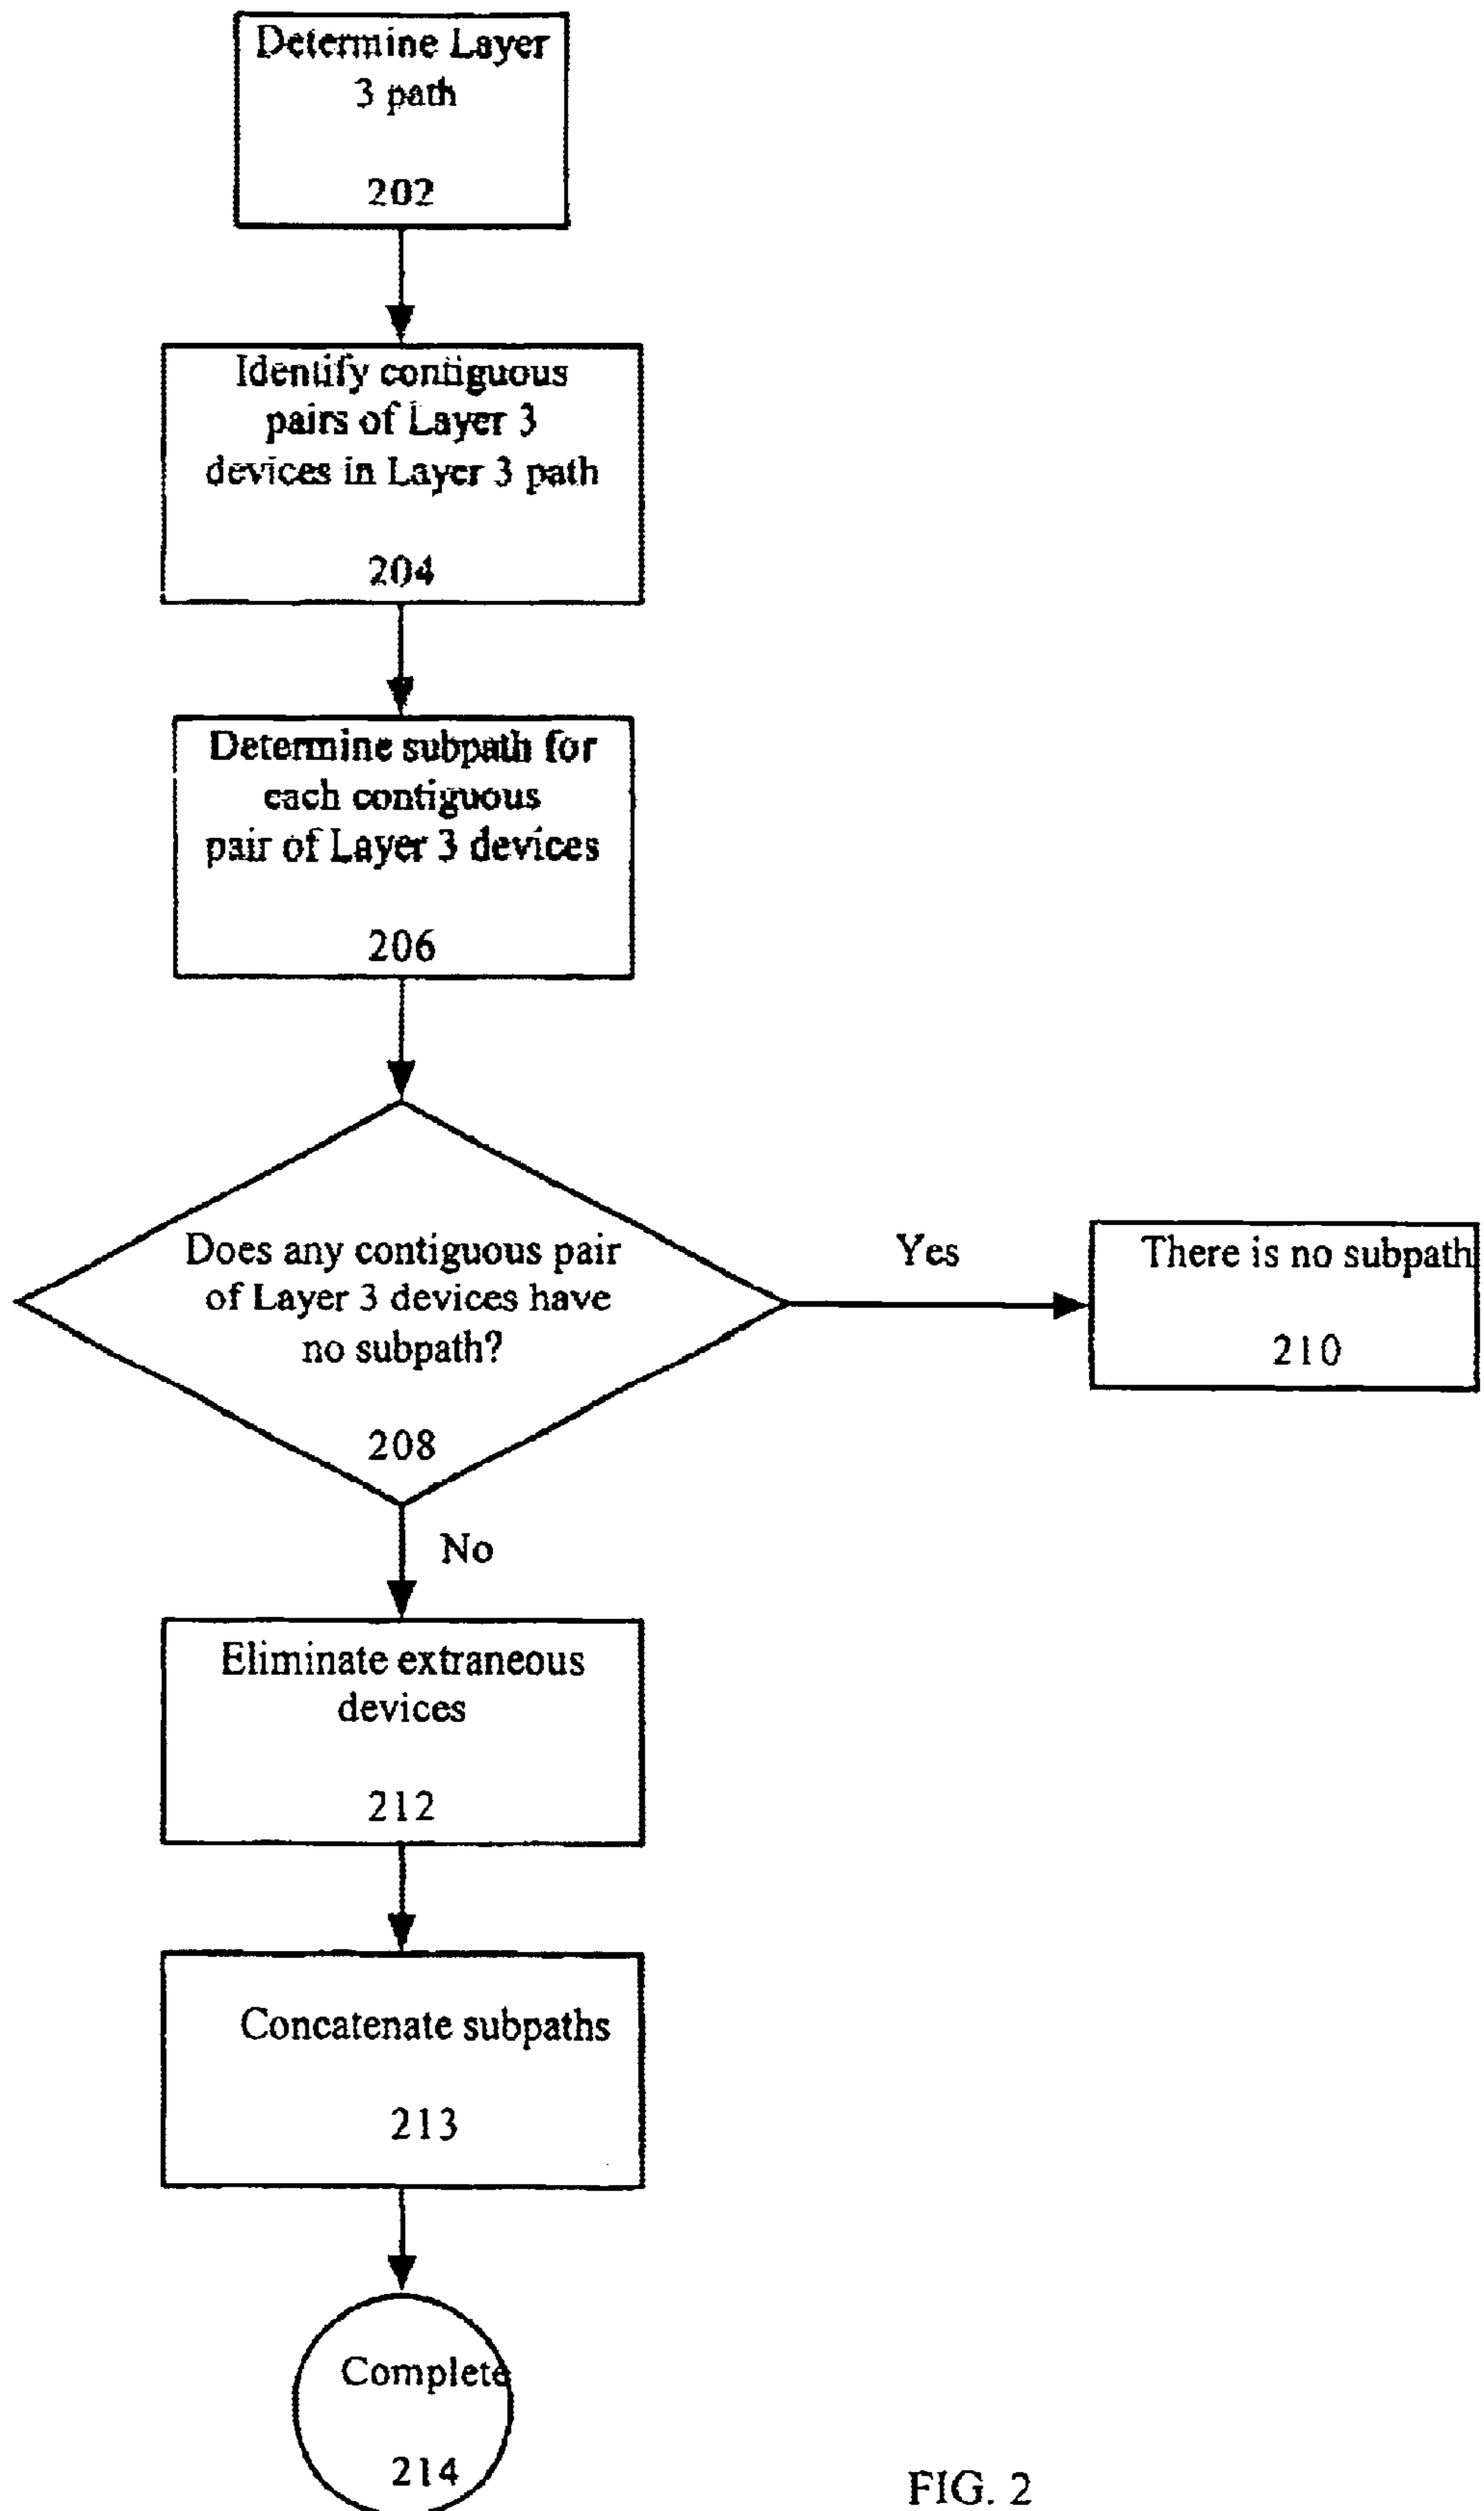 Determine Layer
3 path
202
Identify contiguous
pairs of Layer 3
devices in Layer 3 path
204
Determine subpath for
each contiguous
pair of Layer 3 devices
206
Does any contiguous pair
of Layer 3 devices have
no subpath?
208
Yes
There is no subpath
210
No
Eliminate extraneous
devices
212
Concatenate subpaths
213
Complete
214
FIG. 2